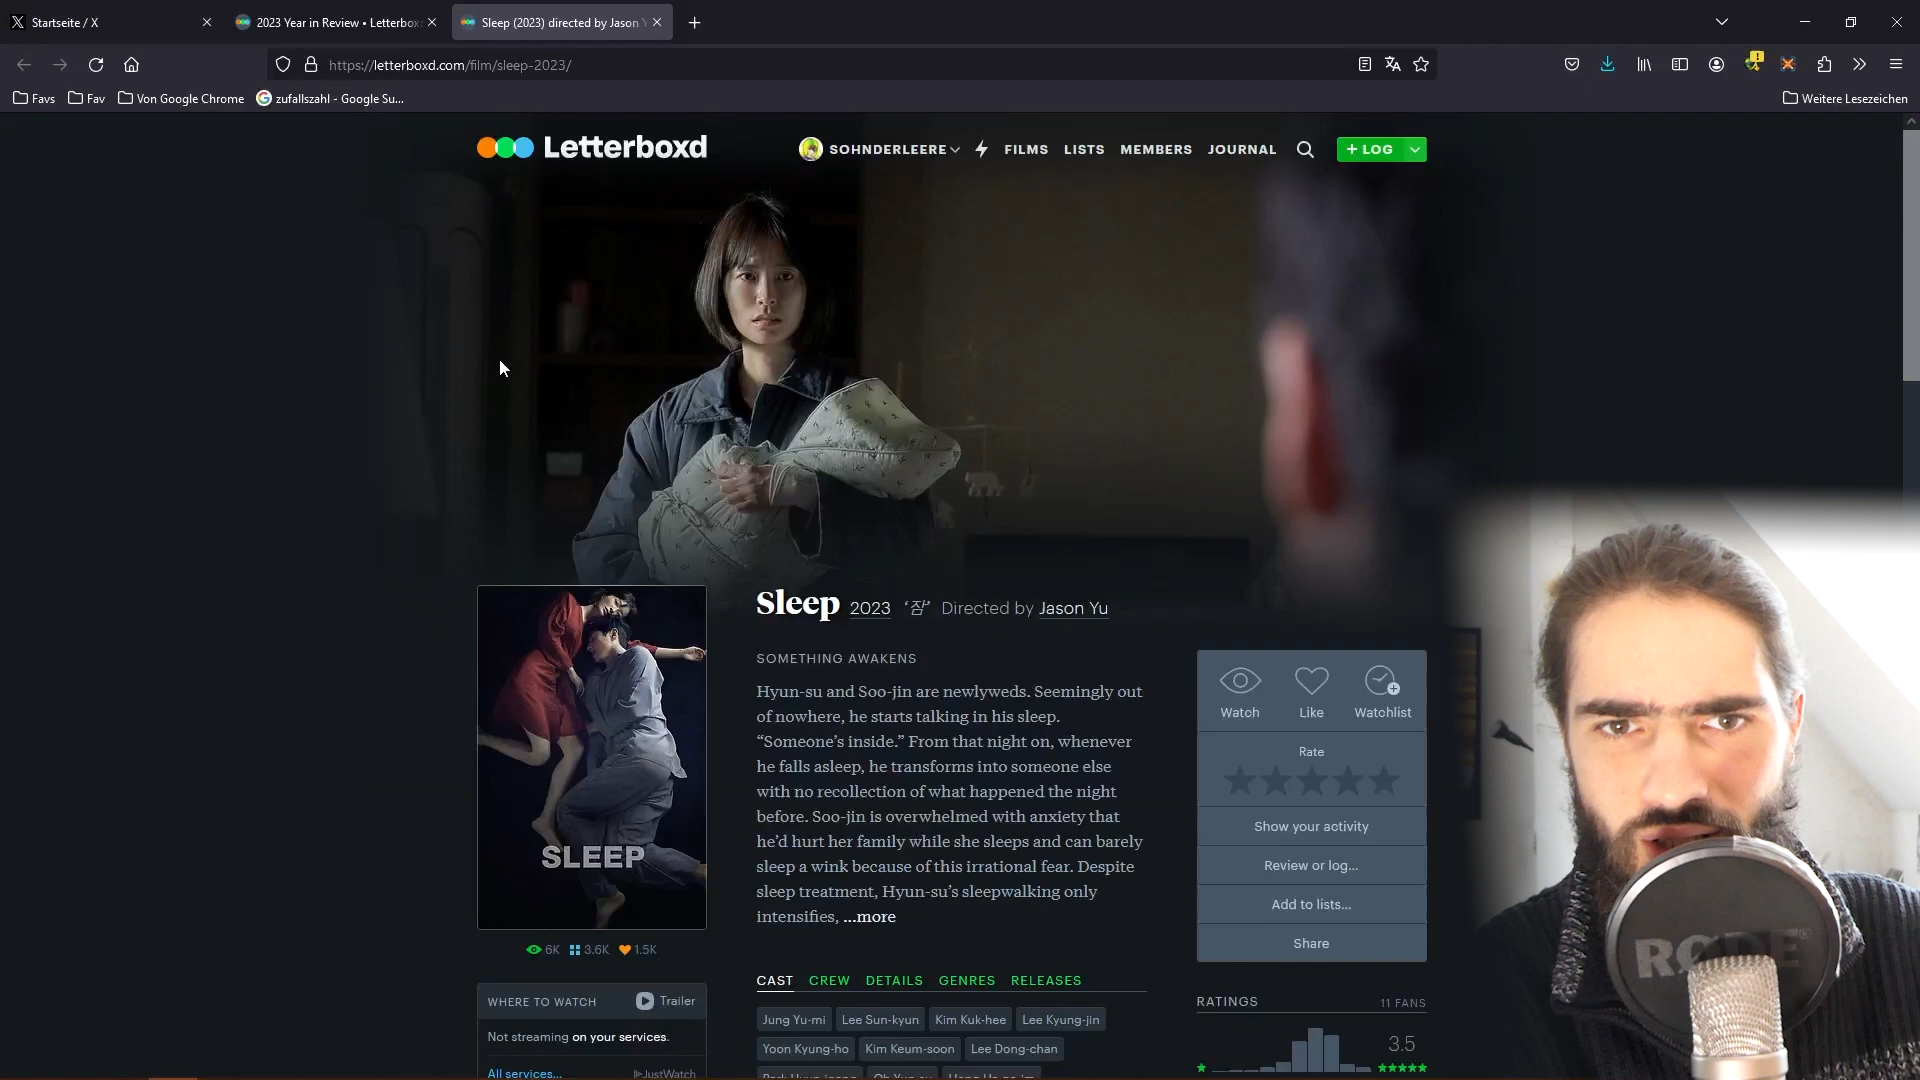 Startseite / X
2023 Year in Review • Letterbox
Sleep (2023) directed by Jason Y
https://letterboxd.com/film/sleep-2023/
Favs
Fav
Von Google Chrome
zufallszahl - Google Su...
Weitere Lesezeichen
Letterboxd
SOHNDERLEERE
FILMS
LISTS
MEMBERS
JOURNAL
+ LOG
Sleep 2023 ‘잠’ Directed by Jason Yu
SOMETHING AWAKENS
Hyun-su and Soo-jin are newlyweds. Seemingly out
of nowhere, he starts talking in his sleep.
“Someone’s inside.” From that night on, whenever
he falls asleep, he transforms into someone else
with no recollection of what happened the night
before. Soo-jin is overwhelmed with anxiety that
he’d hurt her family while she sleeps and can barely
sleep a wink because of this irrational fear. Despite
sleep treatment, Hyun-su’s sleepwalking only
intensifies, ...more
SLEEP
6K 3.6K 1.5K
WHERE TO WATCH
Trailer
Not streaming on your services.
All services...
JustWatch
CAST CREW DETAILS GENRES RELEASES
Jung Yu-mi
Lee Sun-kyun
Kim Kuk-hee
Lee Kyung-jin
Yoon Kyung-ho
Kim Keum-soon
Lee Dong-chan
Watch
Like
Watchlist
Rate
Show your activity
Review or log...
Add to lists...
Share
RATINGS
11 FANS
3.5
RODE